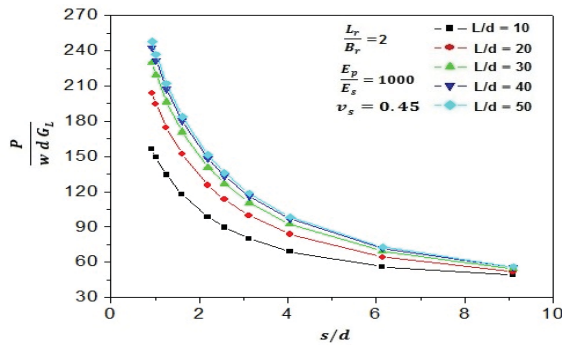 270
240
210
180
150
120
90
60
30
0
2
4
6
8
10
P
w d G_L
s/d
L_r
B_r
=2
E_p
E_s
= 1000
v_s = 0.45
L/d = 10
L/d = 20
L/d = 30
L/d = 40
L/d = 50